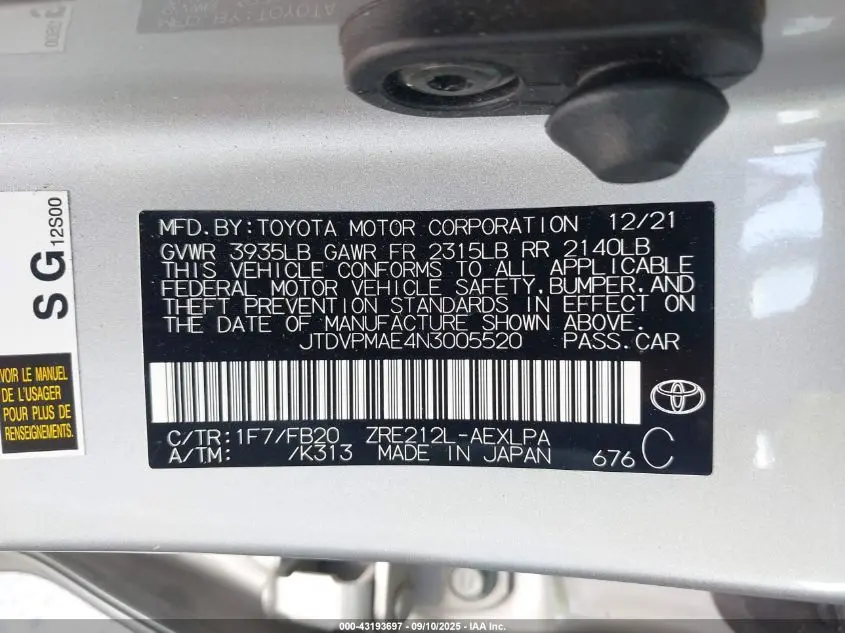 MFD. BY: TOYOTA MOTOR CORPORATION 12/21
GVWR 3935LB GAWR FR 2315LB RR 2140LB
THIS VEHICLE CONFORMS TO ALL APPLICABLE
FEDERAL MOTOR VEHICLE SAFETY, BUMPER, AND
THEFT PREVENTION STANDARDS IN EFFECT ON
THE DATE OF MANUFACTURE SHOWN ABOVE.
JTDVPMAE4N3005520 PASS. CAR
C/TR: 1F7/FB20 ZRE212L-AEXLPA
A/TM: /K313 MADE IN JAPAN 676 C
SG
12S00
VOIR LE MANUEL
DE L'USAGER
POUR PLUS DE
RENSEIGNEMENTS.
000-43193697 - 09/10/2025 - IAA Inc.